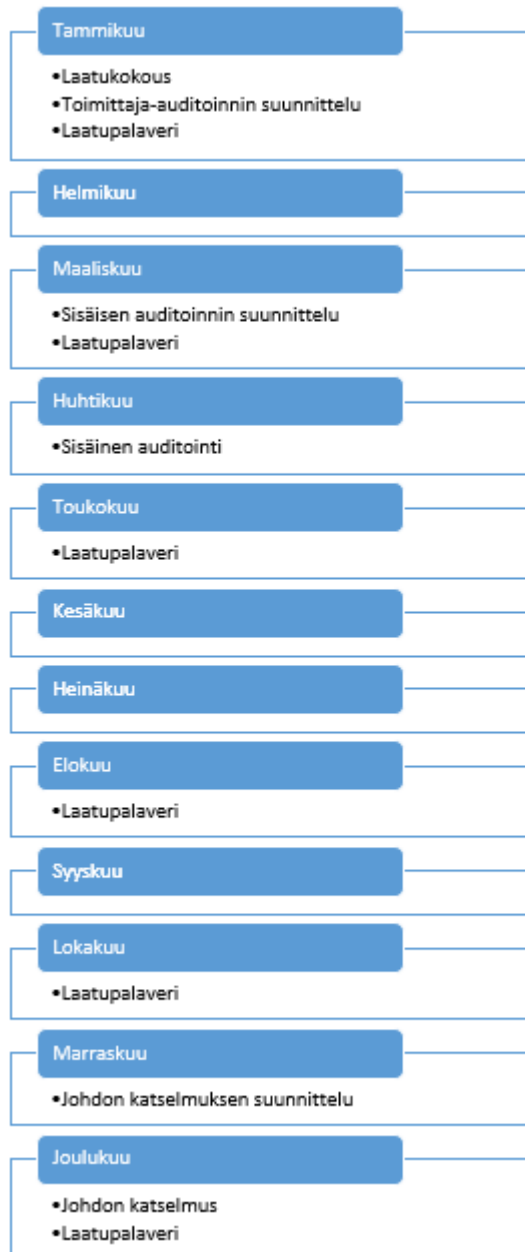 Tammikuu
•Laatukokous
•Toimittaja-auditoinnin suunnittelu
•Laatupalaveri
Helmikuu
Maaliskuu
•Sisäisen auditoinnin suunnittelu
•Laatupalaveri
Huhtikuu
•Sisäinen auditointi
Toukokuu
•Laatupalaveri
Kesäkuu
Heinäkuu
Elokuu
•Laatupalaveri
Syyskuu
Lokakuu
•Laatupalaveri
Marraskuu
•Johdon katselmuksen suunnittelu
Joulukuu
•Johdon katselmus
•Laatupalaveri